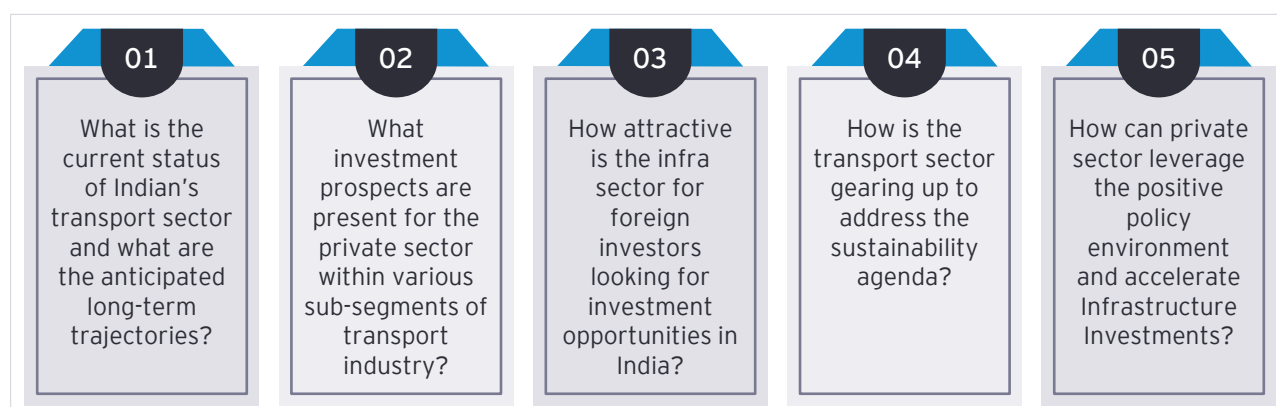 01
What is the
current status
of Indian's
transport sector
and what are
the anticipated
long-term
trajectories?
02
What
investment
prospects are
present for the
private sector
within various
sub-segments of
transport
industry?
03
How attractive
is the infra
sector for
foreign
investors
looking for
investment
opportunities in
India?
04
How is the
transport sector
gearing up to
address the
sustainability
agenda?
05
How can private
sector leverage
the positive
policy
environment
and accelerate
Infrastructure
Investments?